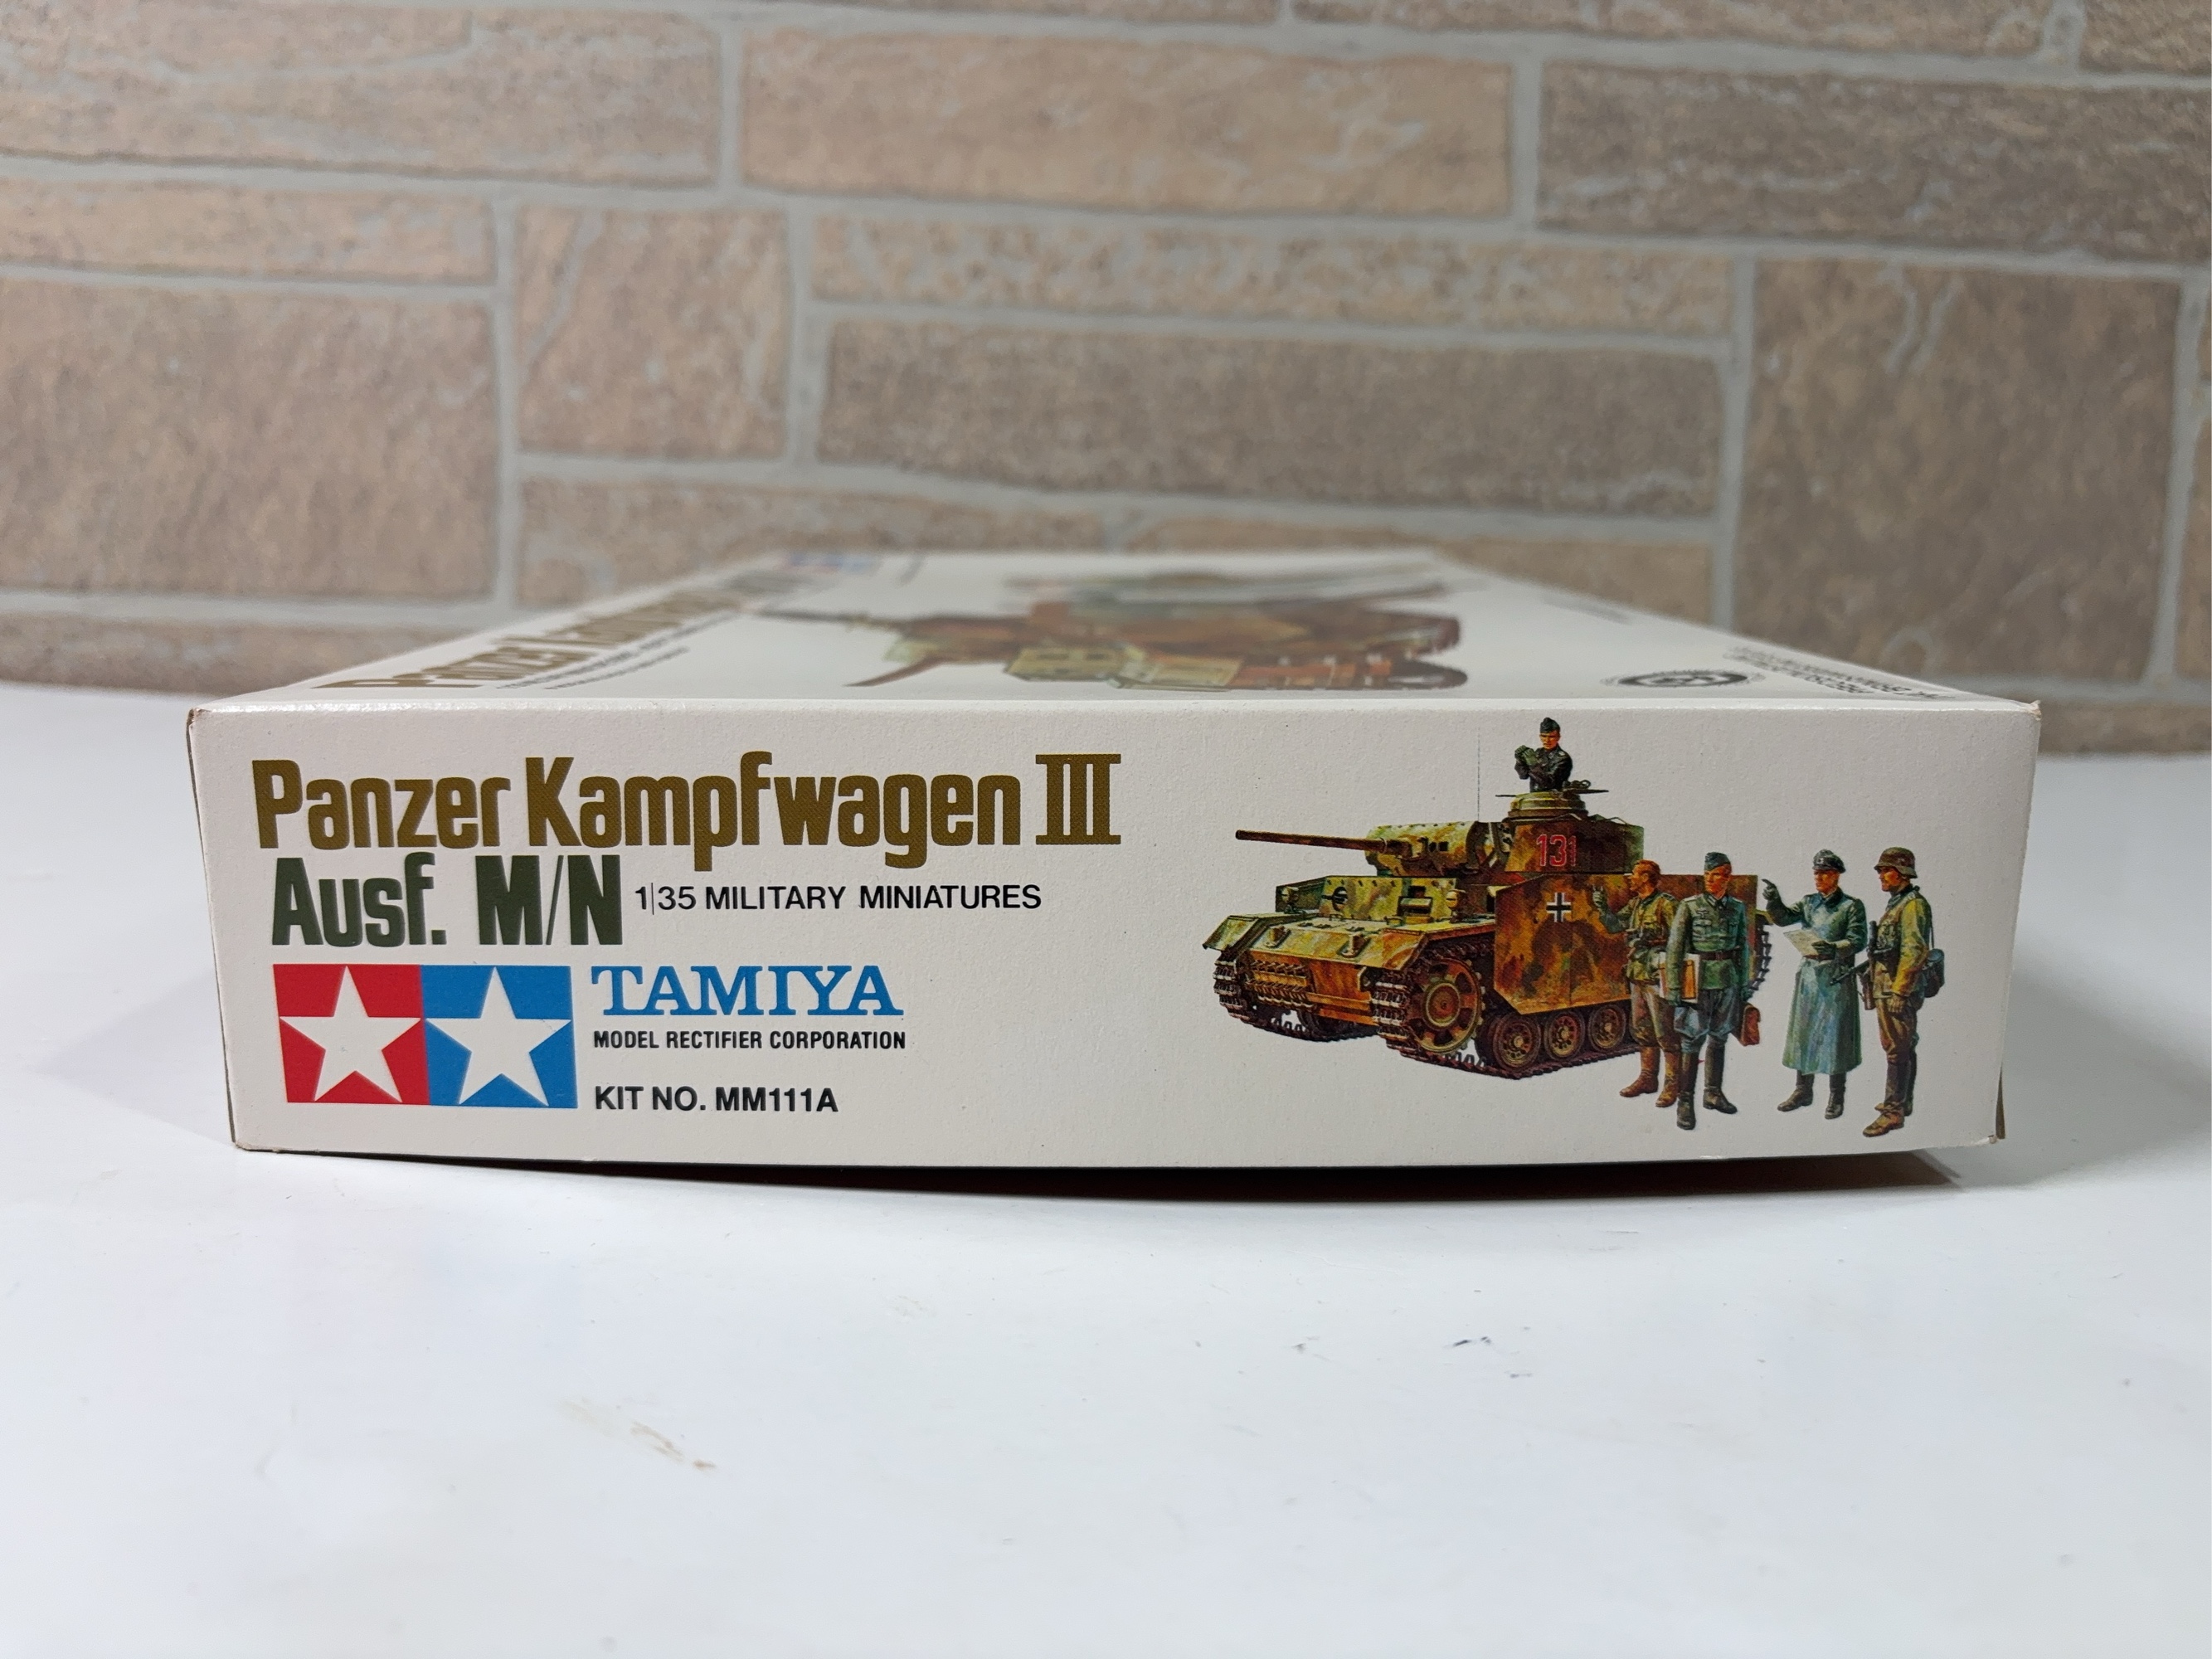 Panzer Kampfwagen III
Ausf. M/N 1/35 MILITARY MINIATURES
TAMIYA
MODEL RECTIFIER CORPORATION
KIT NO. MM111A
131